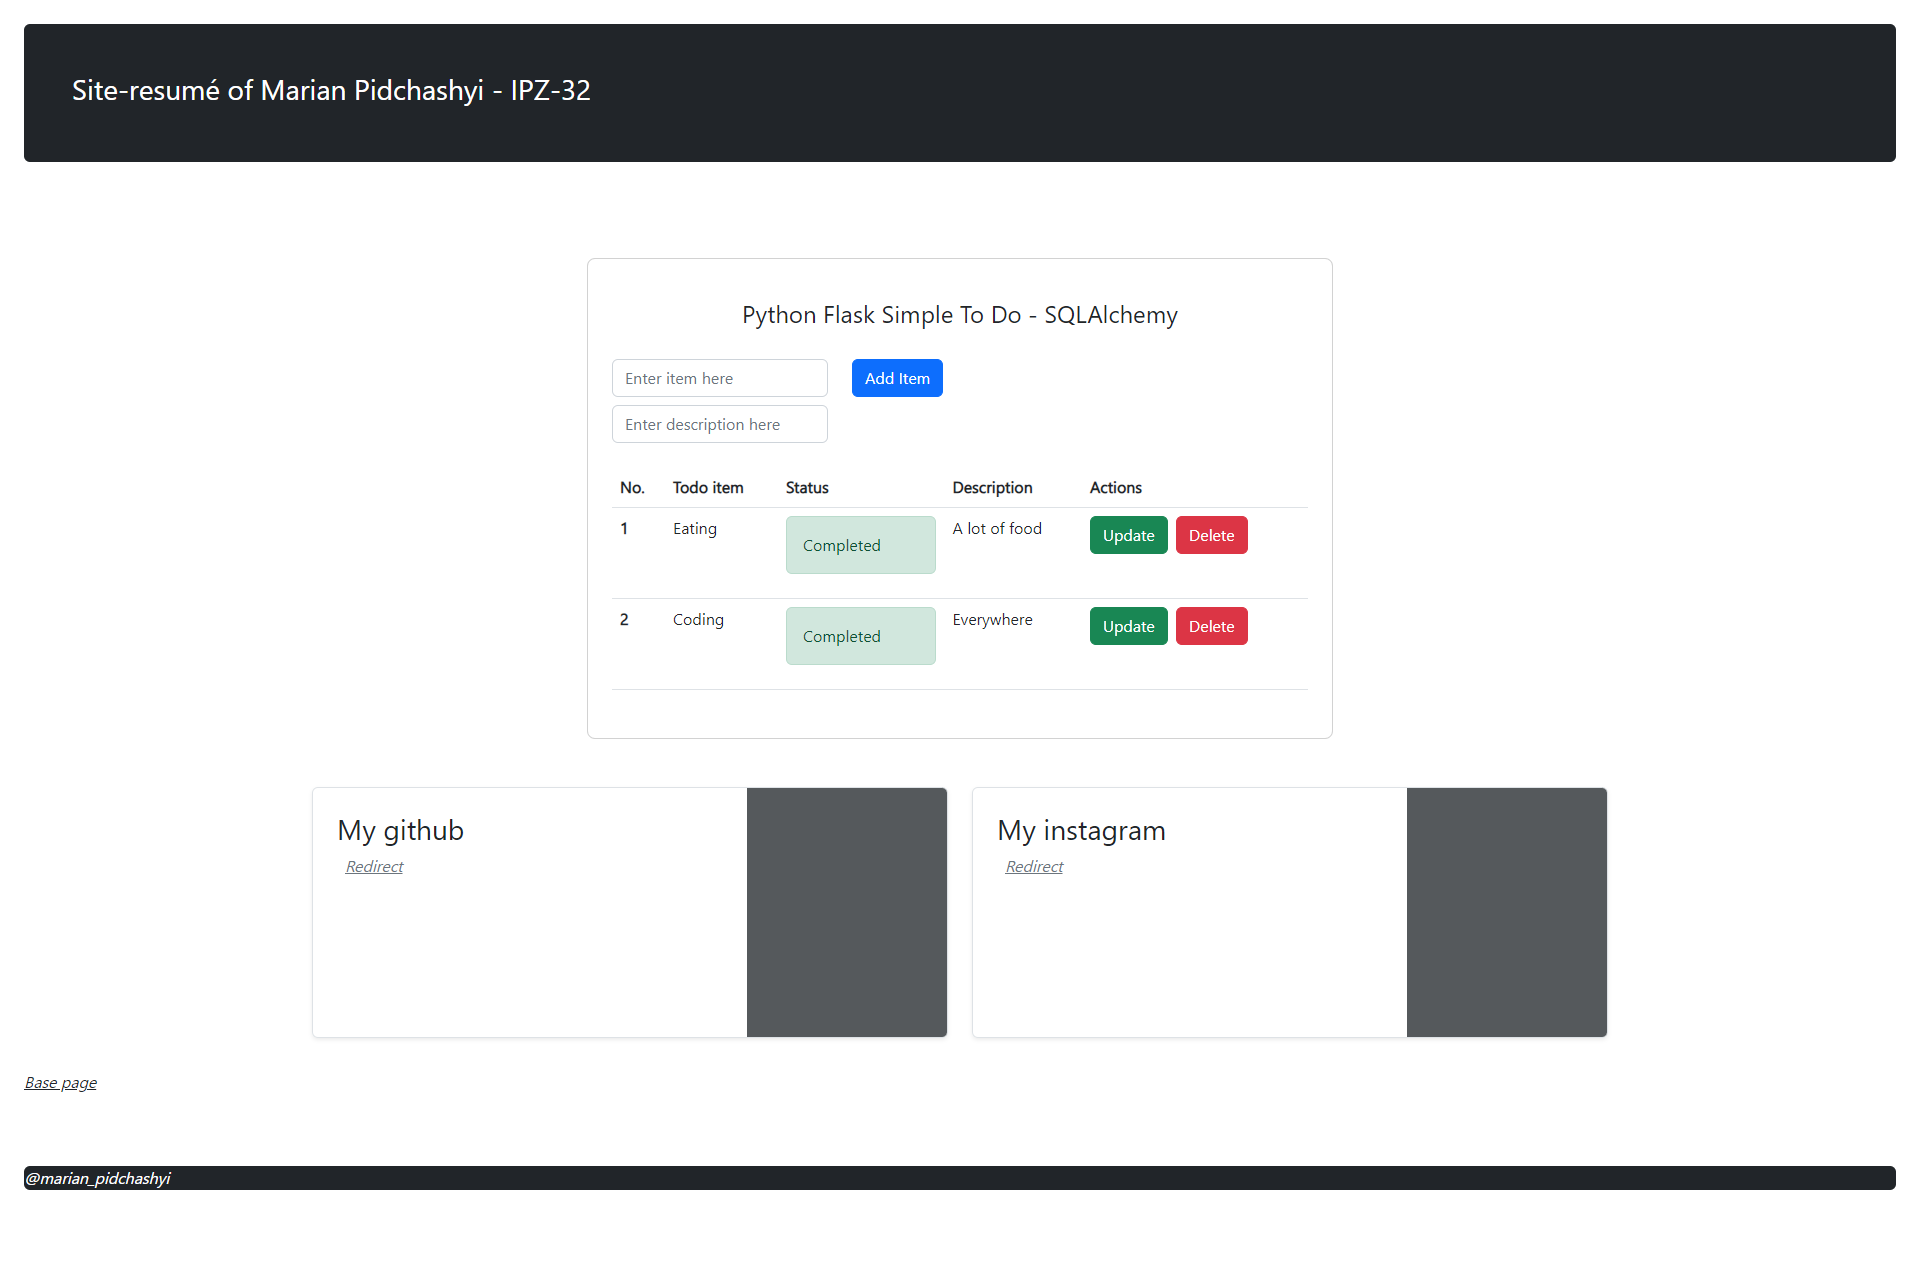 Site-resumé of Marian Pidchashyi - IPZ-32
Python Flask Simple To Do - SQLAlchemy
Enter item here
Add Item
Enter description here
No. Todo item Status Description Actions
1 Eating Completed A lot of food Update Delete
2 Coding Completed Everywhere Update Delete
My github
Redirect
My instagram
Redirect
Base page
@marian_pidchashyi